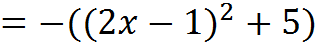 = −((2x − 1)² + 5)